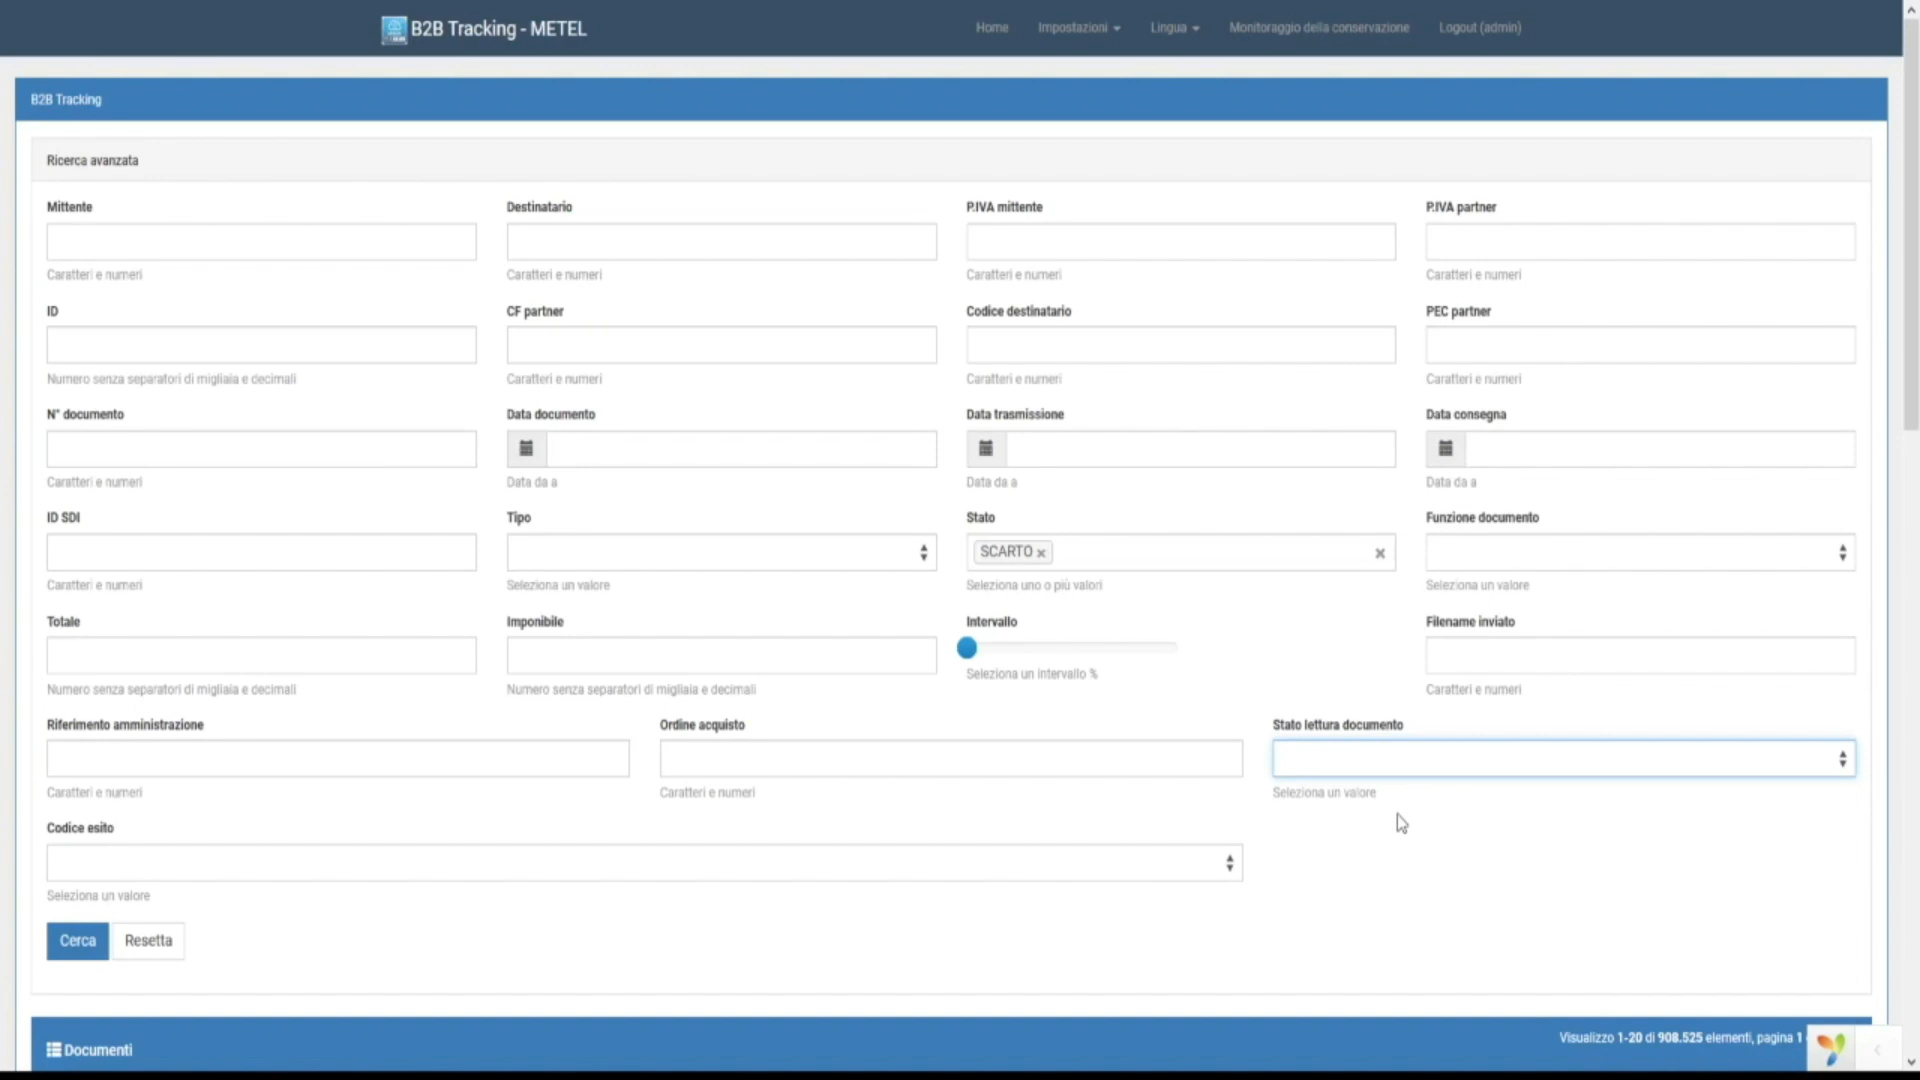 B2B Tracking - METEL
Home Impostazioni Lingua Monitoraggio della conservazione Logout (admin)
B2B Tracking
Ricerca avanzata
Mittente Destinatario P.IVA mittente P.IVA partner
Caratteri e numeri Caratteri e numeri Caratteri e numeri Caratteri e numeri
ID CF partner Codice destinatario PEC partner
Numero senza separatori di migliaia e decimali Caratteri e numeri Caratteri e numeri Caratteri e numeri
N° documento Data documento Data trasmissione Data consegna
Caratteri e numeri Data da a Data da a Data da a
ID SDI Tipo Stato Funzione documento
SCARTO ×
×
Caratteri e numeri Seleziona un valore Seleziona uno o più valori Seleziona un valore
Totale Imponibile Intervallo Filename inviato
Numero senza separatori di migliaia e decimali Numero senza separatori di migliaia e decimali Seleziona un intervallo % Caratteri e numeri
Riferimento amministrazione Ordine acquisto Stato lettura documento
Caratteri e numeri Caratteri e numeri Seleziona un valore
Codice esito
Seleziona un valore
Cerca Resetta
Documenti
Visualizzo 1-20 di 908.525 elementi, pagina 1